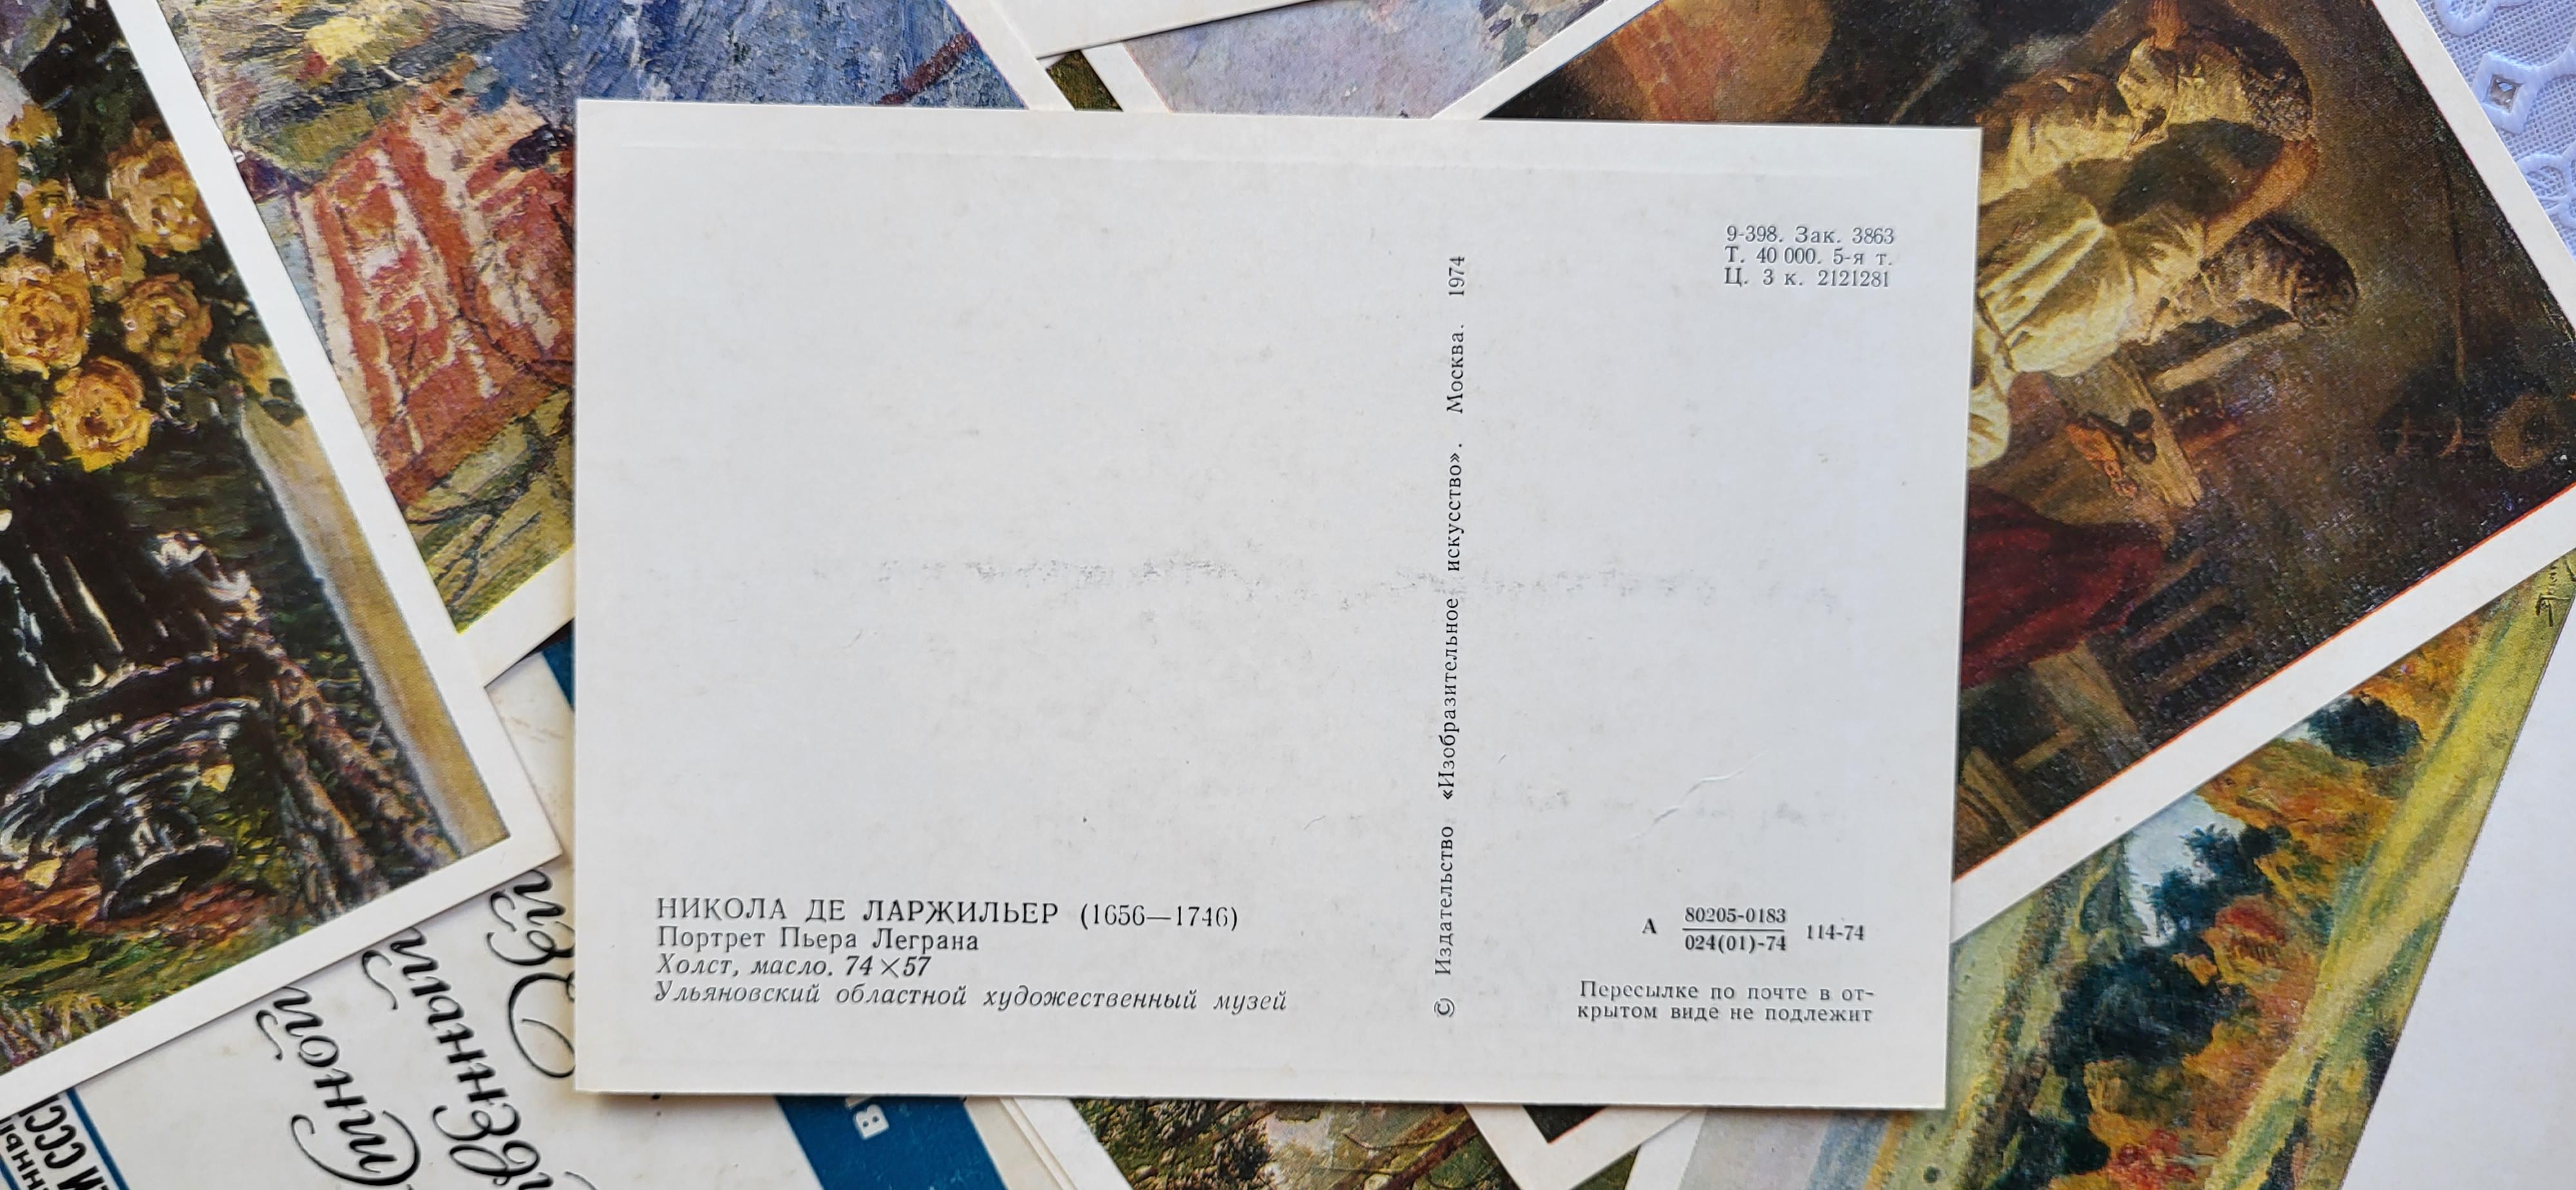 9-398. Зак. 3863
Т. 40 000. 5-я т.
Ц. 3 к. 2121281
© Издательство «Изобразительное искусство». Москва. 1974
НИКОЛА ДЕ ЛАРЖИЛЬЕР (1656—1746)
Портрет Пьера Леграна
Холст, масло. 74×57
Ульяновский областной художественный музей
А 80205-0183 114-74
024(01)-74
Пересылке по почте в от-
крытом виде не подлежит